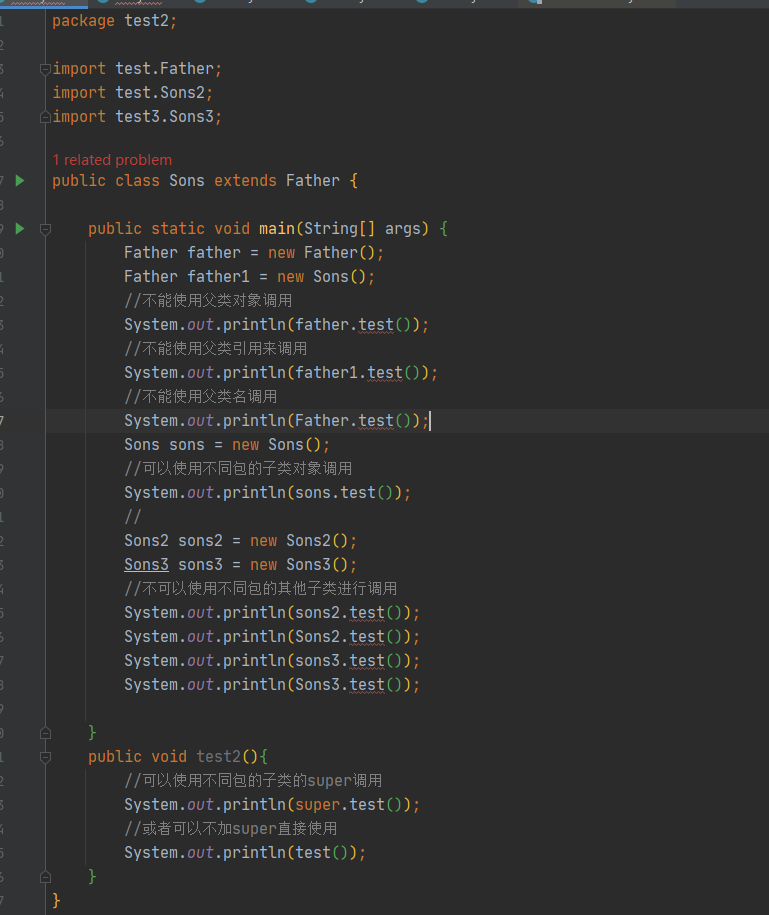 package test2;
import test.Father;
import test.Sons2;
import test3.Sons3;
1 related problem
public class Sons extends Father {
public static void main(String[] args) {
Father father = new Father();
Father father1 = new Sons();
//不能使用父类对象调用
System.out.println(father.test());
//不能使用父类引用来调用
System.out.println(father1.test());
//不能使用父类名调用
System.out.println(Father.test());
Sons sons = new Sons();
//可以使用不同包的子类对象调用
System.out.println(sons.test());
//
Sons2 sons2 = new Sons2();
Sons3 sons3 = new Sons3();
//不可以使用不同包的其他子类进行调用
System.out.println(sons2.test());
System.out.println(Sons2.test());
System.out.println(sons3.test());
System.out.println(Sons3.test());
}
public void test2(){
//可以使用不同包的子类的super调用
System.out.println(super.test());
//或者可以不加super直接使用
System.out.println(test());
}
}